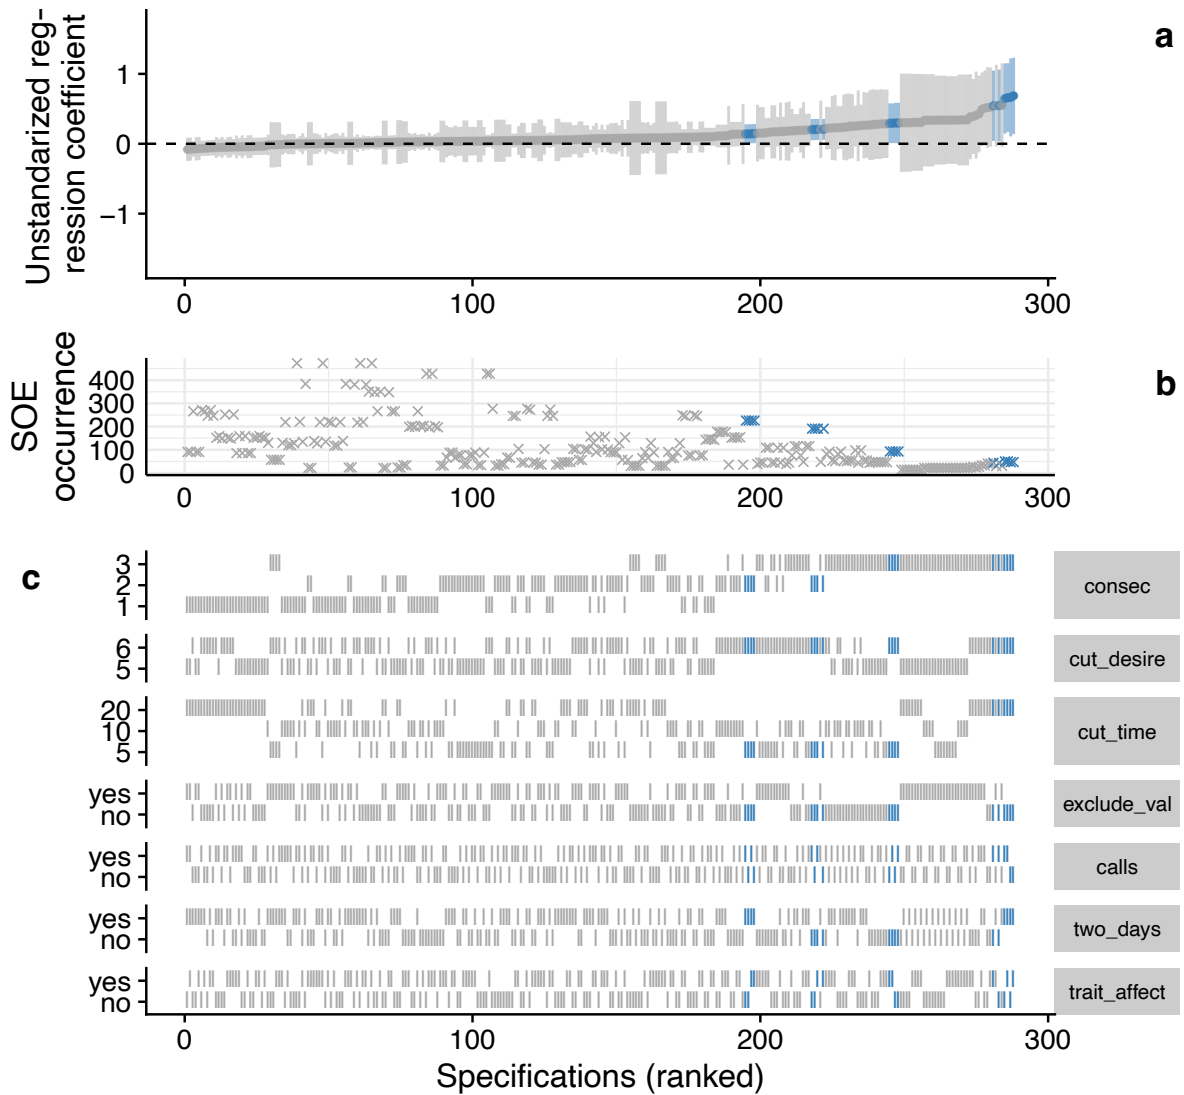 Unstandarized reg-
ression coefficient
a
1
0
−1
0 100 200 300
SOE
occurrence
b
400
300
200
100
0
0 100 200 300
c
3
2
1
consec
6
5
cut_desire
20
10
5
cut_time
yes
no
exclude_val
yes
no
calls
yes
no
two_days
yes
no
trait_affect
0 100 200 300
Specifications (ranked)